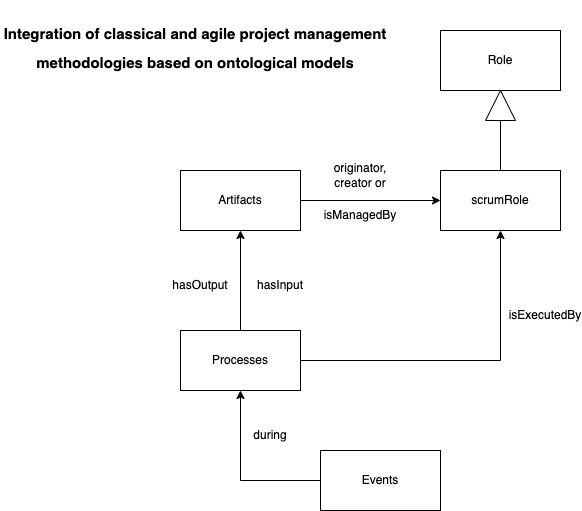 Integration of classical and agile project management
methodologies based on ontological models
Role
originator,
creator or
Artifacts
scrumRole
isManagedBy
hasOutput
hasInput
isExecutedBy
Processes
during
Events